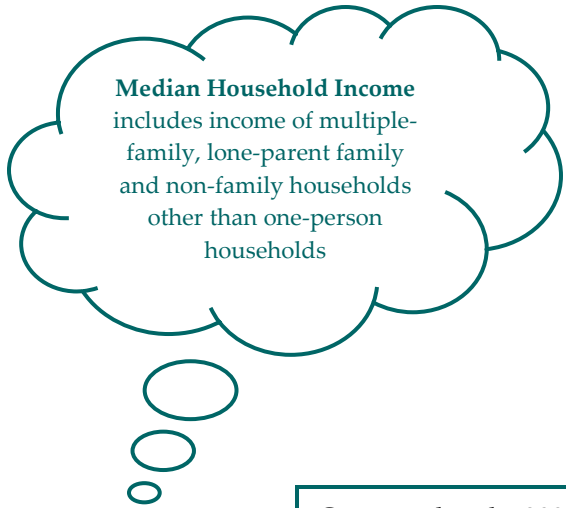 Median Household Income
includes income of multiple-
family, lone-parent family
and non-family households
other than one-person
households